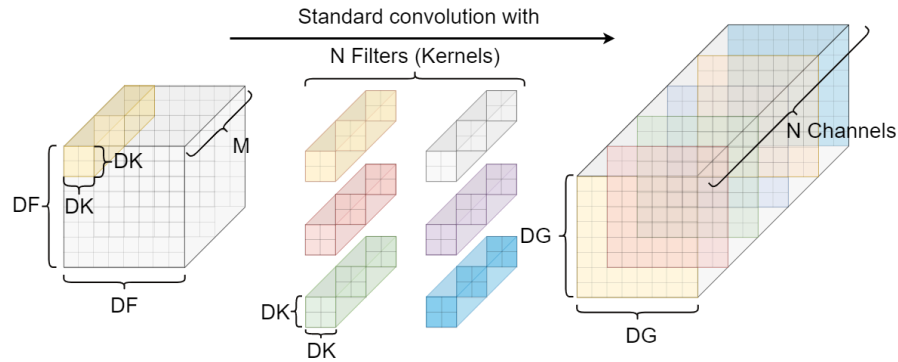 Standard convolution with
N Filters (Kernels)
M
DK
DK
DF
DF
DK
DK
N Channels
DG
DG